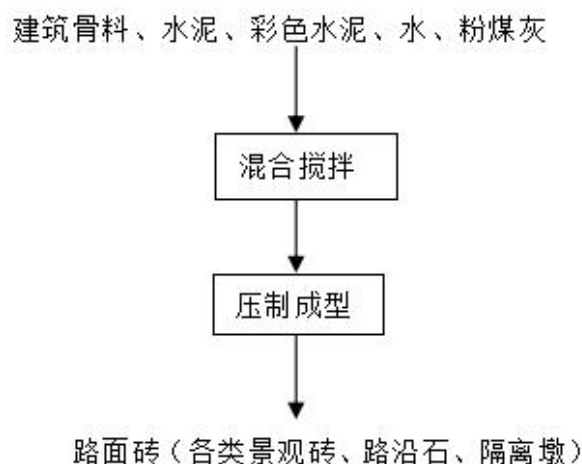 建筑骨料、水泥、彩色水泥、水、粉煤灰
混合搅拌
压制成型
路面砖（各类景观砖、路沿石、隔离墩）